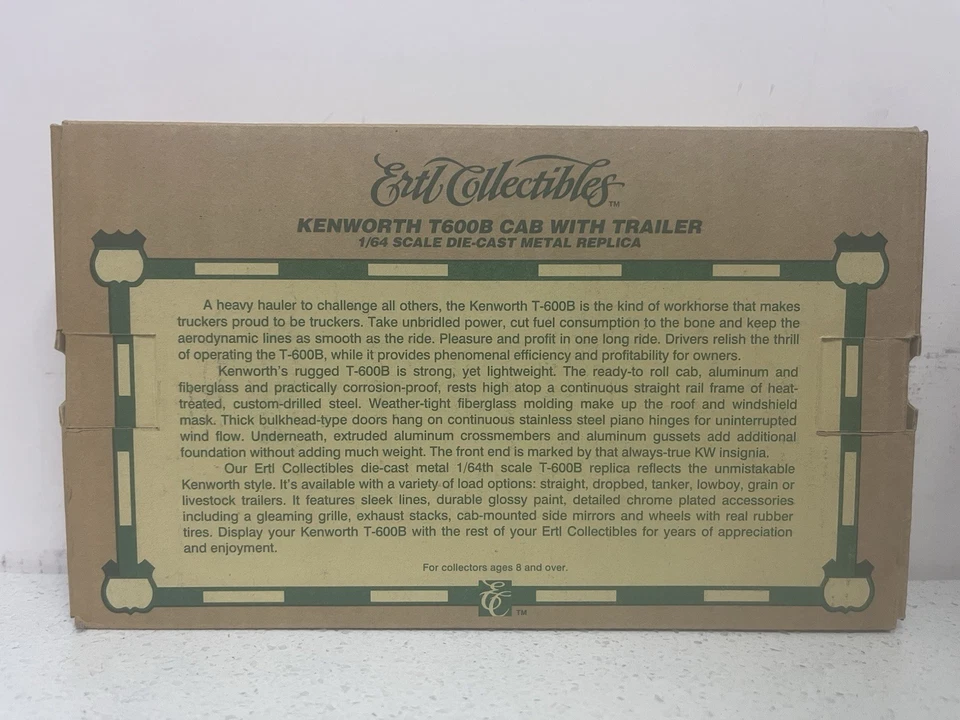 Ertl Collectibles™
KENWORTH T600B CAB WITH TRAILER
1/64 SCALE DIE-CAST METAL REPLICA
A heavy hauler to challenge all others, the Kenworth T-600B is the kind of workhorse that makes
truckers proud to be truckers. Take unbridled power, cut fuel consumption to the bone and keep the
aerodynamic lines as smooth as the ride. Pleasure and profit in one long ride. Drivers relish the thrill
of operating the T-600B, while it provides phenomenal efficiency and profitability for owners.
Kenworth's rugged T-600B is strong, yet lightweight. The ready-to roll cab, aluminum and
fiberglass and practically corrosion-proof, rests high atop a continuous straight rail frame of heat-
treated, custom-drilled steel. Weather-tight fiberglass molding make up the roof and windshield
mask. Thick bulkhead-type doors hang on continuous stainless steel piano hinges for uninterrupted
wind flow. Underneath, extruded aluminum crossmembers and aluminum gussets add additional
foundation without adding much weight. The front end is marked by that always-true KW insignia.
Our Ertl Collectibles die-cast metal 1/64th scale T-600B replica reflects the unmistakable
Kenworth style. It's available with a variety of load options: straight, dropbed, tanker, lowboy, grain or
livestock trailers. It features sleek lines, durable glossy paint, detailed chrome plated accessories
including a gleaming grille, exhaust stacks, cab-mounted side mirrors and wheels with real rubber
tires. Display your Kenworth T-600B with the rest of your Ertl Collectibles for years of appreciation
and enjoyment.
For collectors ages 8 and over.
EC™